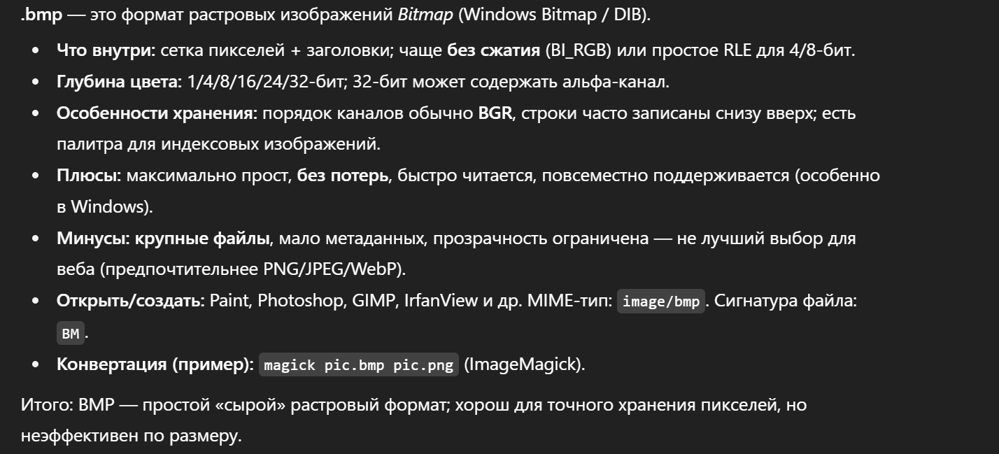 .bmp — это формат растровых изображений Bitmap (Windows Bitmap / DIB).
• Что внутри: сетка пикселей + заголовки; чаще без сжатия (BI_RGB) или простое RLE для 4/8-бит.
• Глубина цвета: 1/4/8/16/24/32-бит; 32-бит может содержать альфа-канал.
• Особенности хранения: порядок каналов обычно BGR, строки часто записаны снизу вверх; есть
палитра для индексовых изображений.
• Плюсы: максимально прост, без потерь, быстро читается, повсеместно поддерживается (особенно
в Windows).
• Минусы: крупные файлы, мало метаданных, прозрачность ограничена — не лучший выбор для
веба (предпочтительнее PNG/JPEG/WebP).
• Открыть/создать: Paint, Photoshop, GIMP, IrfanView и др. MIME-тип: image/bmp. Сигнатура файла:
BM.
• Конвертация (пример): magick pic.bmp pic.png (ImageMagick).
Итого: BMP — простой «сырой» растровый формат; хорош для точного хранения пикселей, но
неэффективен по размеру.